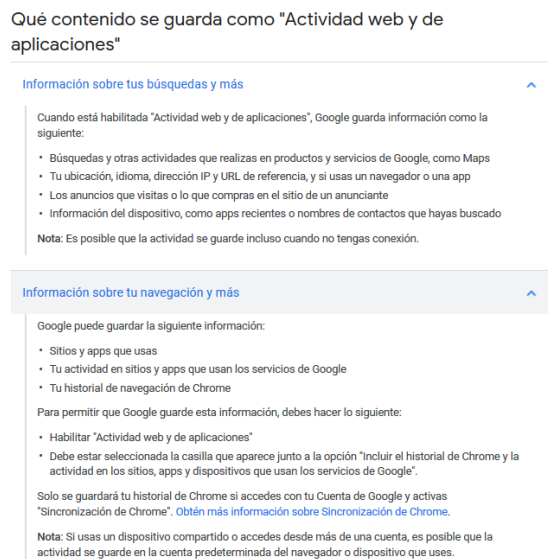 Qué contenido se guarda como "Actividad web y de
aplicaciones"
Información sobre tus búsquedas y más
Cuando está habilitada "Actividad web y de aplicaciones", Google guarda información como la
siguiente:
• Búsquedas y otras actividades que realizas en productos y servicios de Google, como Maps
• Tu ubicación, idioma, dirección IP y URL de referencia, y si usas un navegador o una app
• Los anuncios que visitas o lo que compras en el sitio de un anunciante
• Información del dispositivo, como apps recientes o nombres de contactos que hayas buscado
Nota: Es posible que la actividad se guarde incluso cuando no tengas conexión.
Información sobre tu navegación y más
Google puede guardar la siguiente información:
• Sitios y apps que usas
• Tu actividad en sitios y apps que usan los servicios de Google
• Tu historial de navegación de Chrome
Para permitir que Google guarde esta información, debes hacer lo siguiente:
• Habilitar "Actividad web y de aplicaciones"
• Debe estar seleccionada la casilla que aparece junto a la opción "Incluir el historial de Chrome y la
actividad en los sitios, apps y dispositivos que usan los servicios de Google".
Solo se guardará tu historial de Chrome si accedes con tu Cuenta de Google y activas
"Sincronización de Chrome". Obtén más información sobre Sincronización de Chrome.
Nota: Si usas un dispositivo compartido o accedes desde más de una cuenta, es posible que la
actividad se guarde en la cuenta predeterminada del navegador o dispositivo que uses.